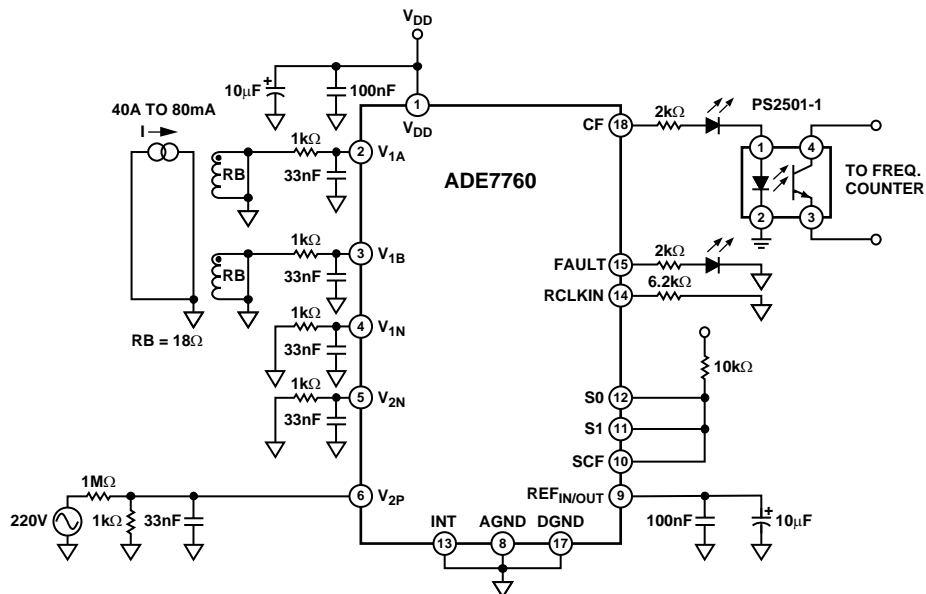 VDD
10μF
+
100nF
1
VDD
40A TO 80mA
I
1kΩ
2
V1A
RB
33nF
ADE7760
CF
18
2kΩ
PS2501-1
1
4
2
3
TO FREQ.
COUNTER
1kΩ
3
V1B
RB
33nF
FAULT
15
2kΩ
RCLKIN
14
6.2kΩ
1kΩ
4
V1N
33nF
RB = 18Ω
10kΩ
1kΩ
5
V2N
33nF
S0
12
S1
11
SCF
10
1MΩ
6
V2P
220V
1kΩ
33nF
REFIN/OUT
9
100nF
+
10μF
INT
AGND
DGND
13
8
17